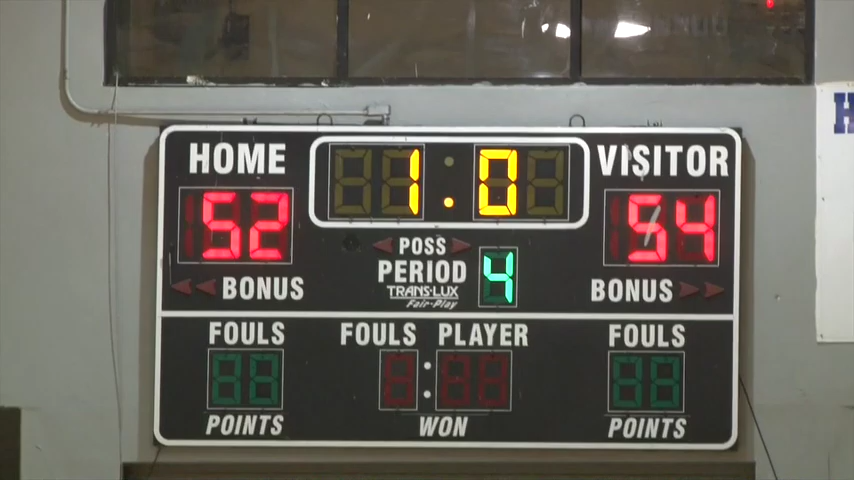 HOME 1.0 VISITOR
52 54
POSS
PERIOD 4
TRANS-LUX
Fair-Play
BONUS BONUS
FOULS FOULS PLAYER FOULS
POINTS WON POINTS
H